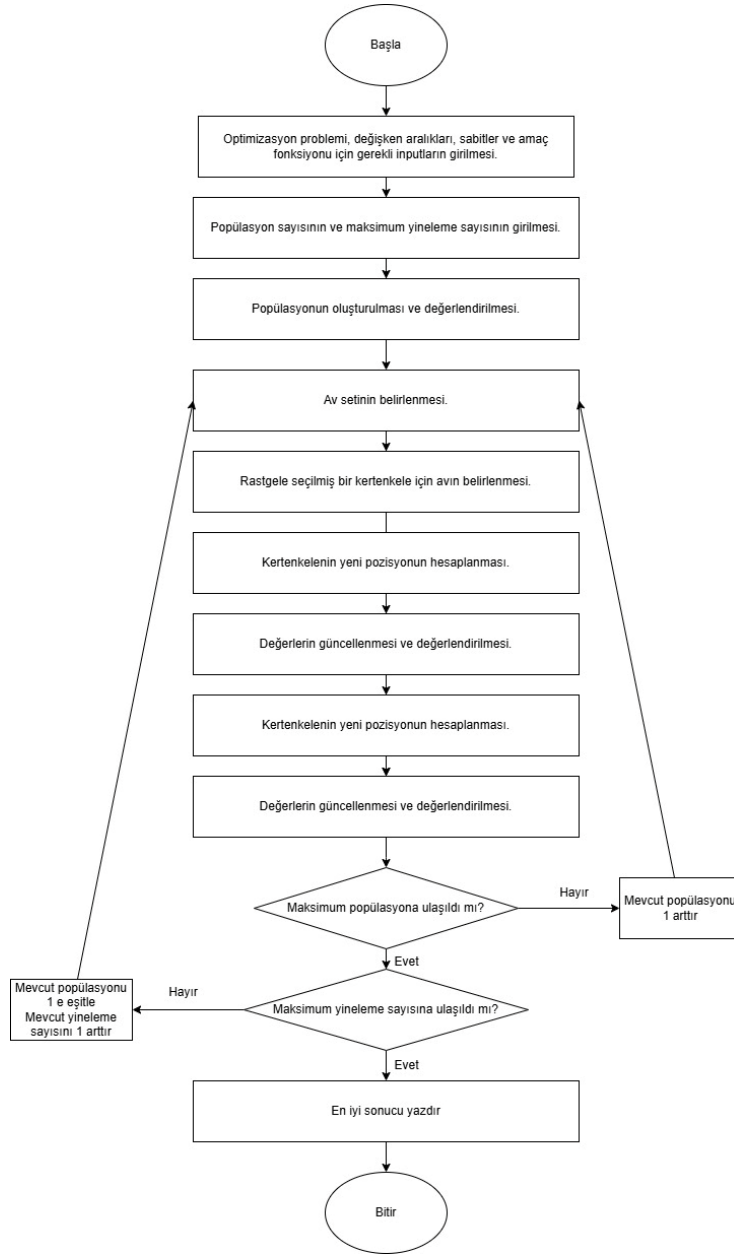 Başla
Optimizasyon problemi, değişken aralıkları, sabitler ve amaç
fonksiyonu için gerekli inputların girilmesi.
Popülasyon sayısının ve maksimum yineleme sayısının girilmesi.
Popülasyonun oluşturulması ve değerlendirilmesi.
Av setinin belirlenmesi.
Rastgele seçilmiş bir kertenkele için avın belirlenmesi.
Kertenkelenin yeni pozisyonun hesaplanması.
Değerlerin güncellenmesi ve değerlendirilmesi.
Kertenkelenin yeni pozisyonun hesaplanması.
Değerlerin güncellenmesi ve değerlendirilmesi.
Maksimum popülasyona ulaşıldı mı?
Hayır
Mevcut popülasyonu
1 arttır
Evet
Maksimum yineleme sayısına ulaşıldı mı?
Hayır
Mevcut popülasyonu
1 e eşitle
Mevcut yineleme
sayısını 1 arttır
Evet
En iyi sonucu yazdır
Bitir